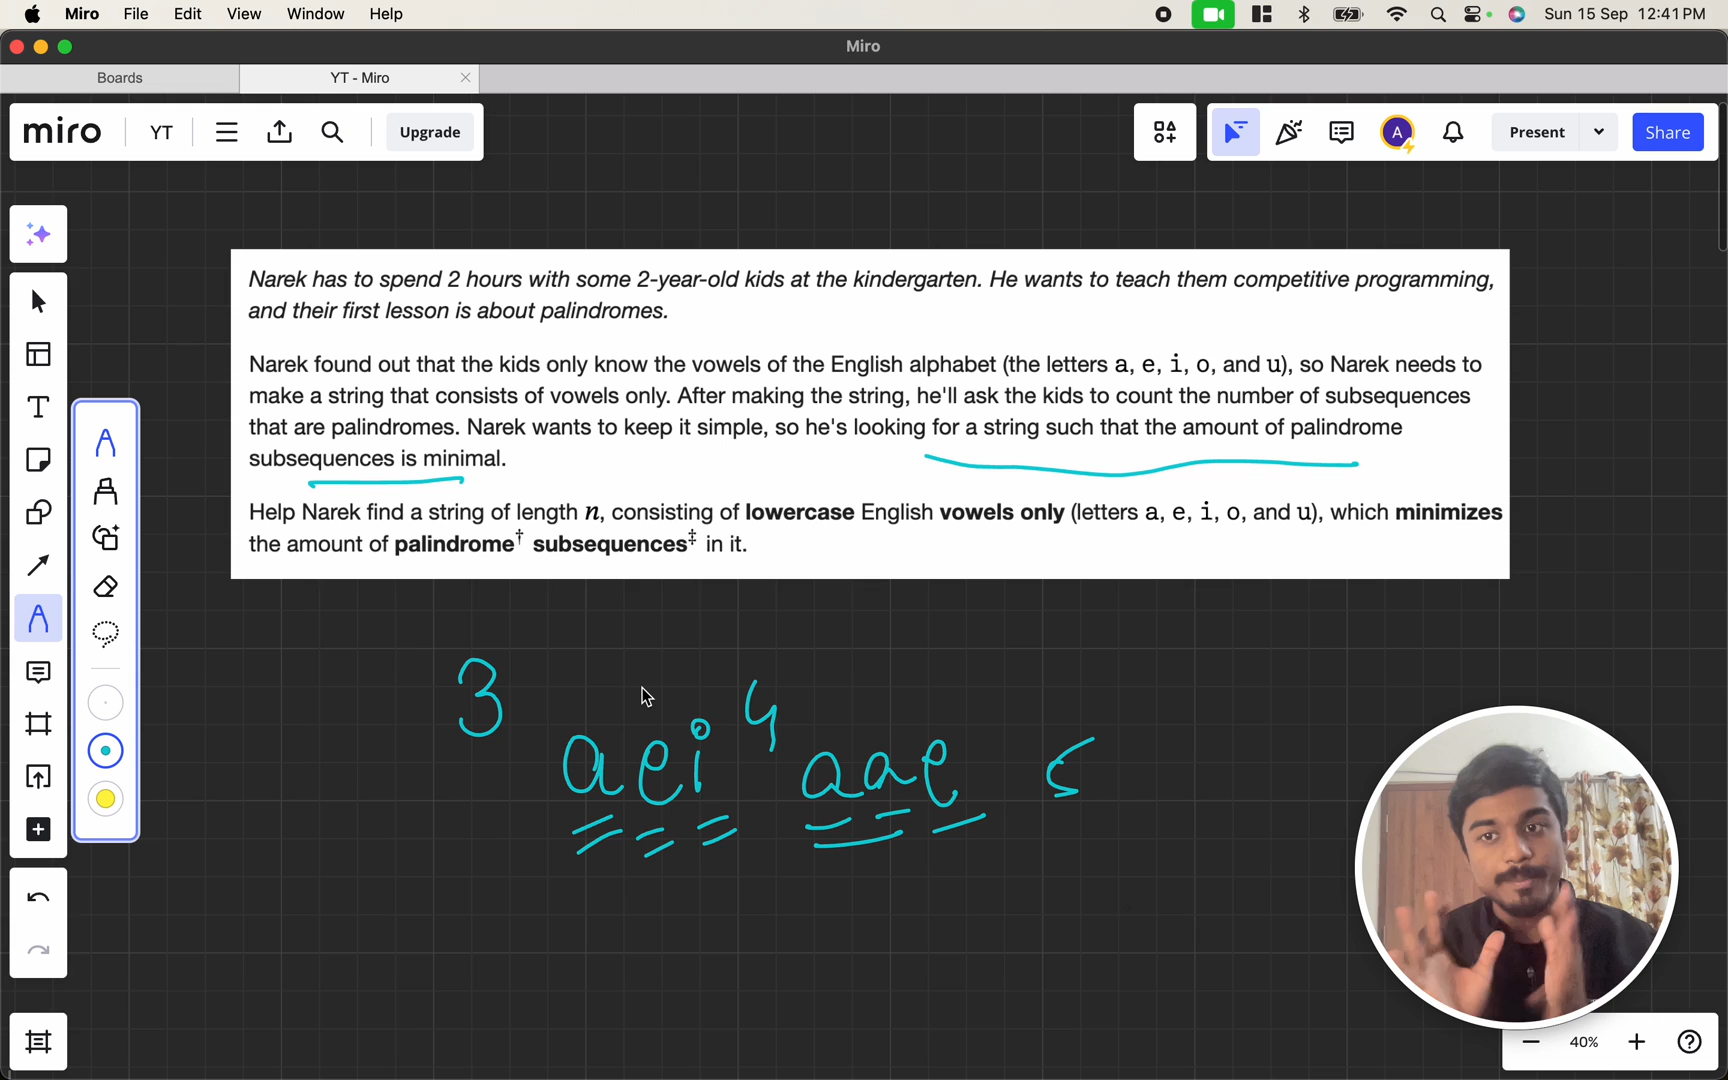 Miro File Edit View Window Help Sun 15 Sep 12:41 PM
Miro
Boards YT - Miro
miro YT Upgrade A Present Share
Narek has to spend 2 hours with some 2-year-old kids at the kindergarten. He wants to teach them competitive programming,
and their first lesson is about palindromes.
Narek found out that the kids only know the vowels of the English alphabet (the letters a, e, i, o, and u), so Narek needs to
make a string that consists of vowels only. After making the string, he'll ask the kids to count the number of subsequences
that are palindromes. Narek wants to keep it simple, so he's looking for a string such that the amount of palindrome
subsequences is minimal.
Help Narek find a string of length n, consisting of lowercase English vowels only (letters a, e, i, o, and u), which minimizes
the amount of palindrome† subsequences‡ in it.
3 4
aei aae
40%